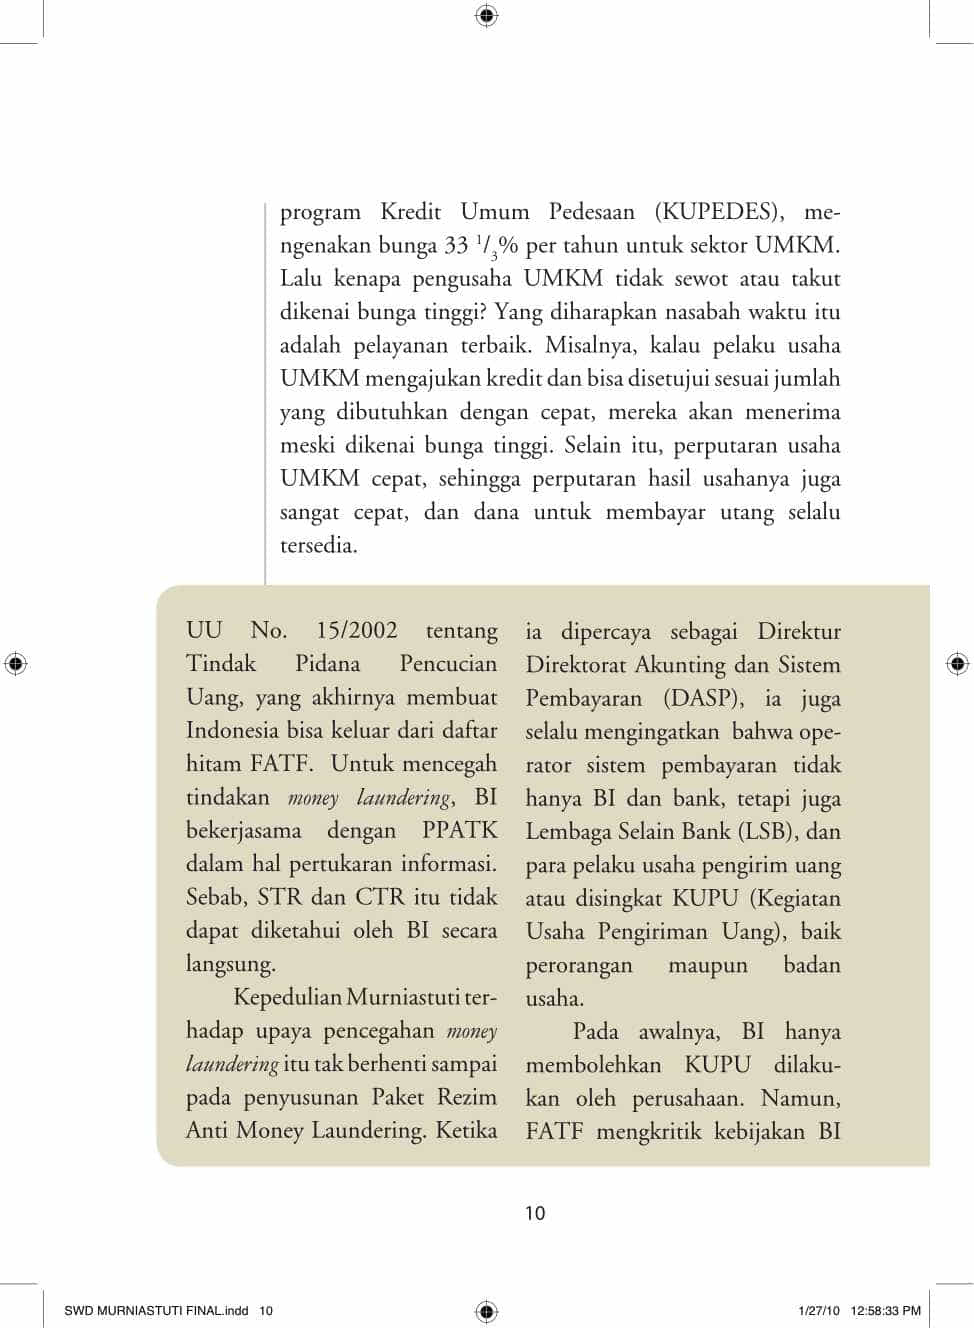 program Kredit Umum Pedesaan (KUPEDES), me-
ngenakan bunga 33 1/3% per tahun untuk sektor UMKM.
Lalu kenapa pengusaha UMKM tidak sewot atau takut
dikenai bunga tinggi? Yang diharapkan nasabah waktu itu
adalah pelayanan terbaik. Misalnya, kalau pelaku usaha
UMKM mengajukan kredit dan bisa disetujui sesuai jumlah
yang dibutuhkan dengan cepat, mereka akan menerima
meski dikenai bunga tinggi. Selain itu, perputaran usaha
UMKM cepat, sehingga perputaran hasil usahanya juga
sangat cepat, dan dana untuk membayar utang selalu
tersedia.
UU No. 15/2002 tentang
Tindak Pidana Pencucian
Uang, yang akhirnya membuat
Indonesia bisa keluar dari daftar
hitam FATF. Untuk mencegah
tindakan money laundering, BI
bekerjasama dengan PPATK
dalam hal pertukaran informasi.
Sebab, STR dan CTR itu tidak
dapat diketahui oleh BI secara
langsung.
Kepedulian Murniastuti ter-
hadap upaya pencegahan money
laundering itu tak berhenti sampai
pada penyusunan Paket Rezim
Anti Money Laundering. Ketika
ia dipercaya sebagai Direktur
Direktorat Akunting dan Sistem
Pembayaran (DASP), ia juga
selalu mengingatkan bahwa ope-
rator sistem pembayaran tidak
hanya BI dan bank, tetapi juga
Lembaga Selain Bank (LSB), dan
para pelaku usaha pengirim uang
atau disingkat KUPU (Kegiatan
Usaha Pengiriman Uang), baik
perorangan maupun badan
usaha.
Pada awalnya, BI hanya
membolehkan KUPU dilaku-
kan oleh perusahaan. Namun,
FATF mengkritik kebijakan BI
10
SWD MURNIASTUTI FINAL.indd 10
1/27/10 12:58:33 PM